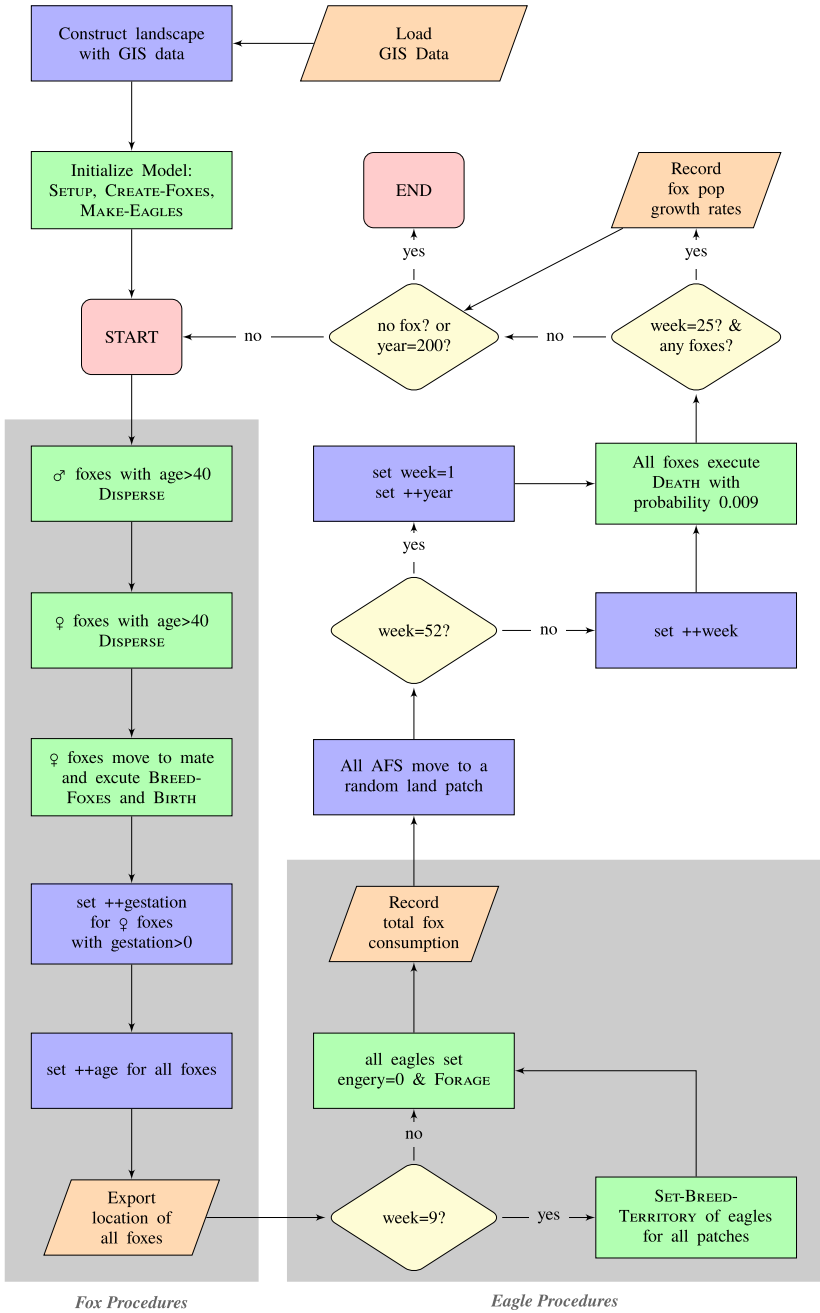 Construct landscape
with GIS data
Load
GIS Data
Initialize Model:
SETUP, CREATE-FOXES,
MAKE-EAGLES
END
Record
fox pop
growth rates
yes
yes
START
no
no fox? or
year=200?
no
week=25? &
any foxes?
♂ foxes with age>40
DISPERSE
set week=1
set ++year
All foxes execute
DEATH with
probability 0.009
yes
♀ foxes with age>40
DISPERSE
week=52?
no
set ++week
♀ foxes move to mate
and excute BREED-
FOXES and BIRTH
All AFS move to a
random land patch
set ++gestation
for ♀ foxes
with gestation>0
Record
total fox
consumption
set ++age for all foxes
all eagles set
engery=0 & FORAGE
no
Export
location of
all foxes
week=9?
yes
SET-BREED-
TERRITORY of eagles
for all patches
Fox Procedures
Eagle Procedures